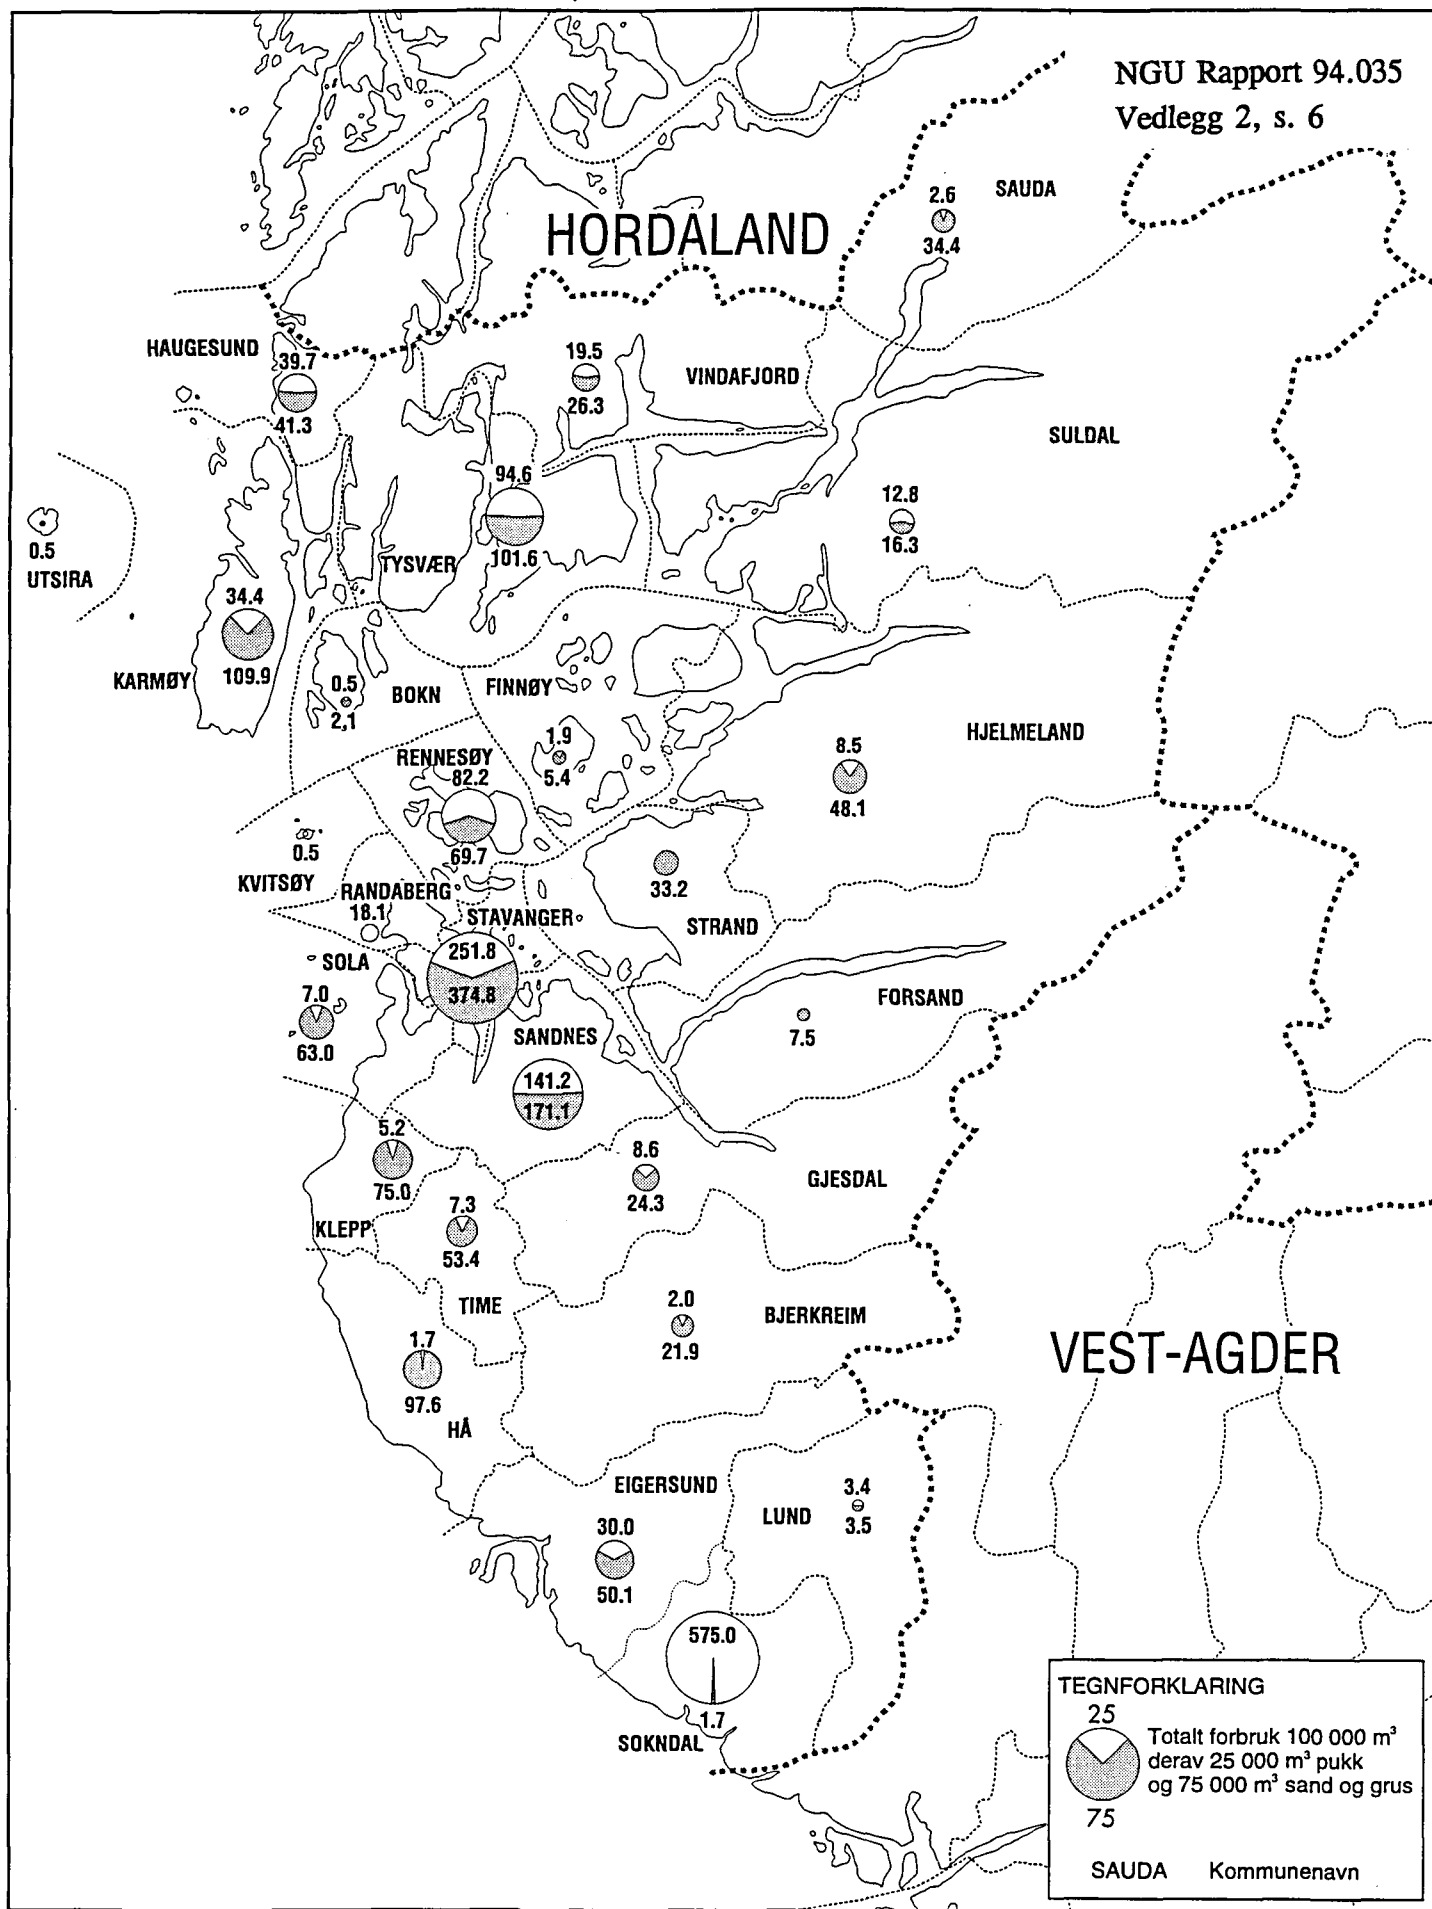 NGU Rapport 94.035
Vedlegg 2, s. 6
2.6
SAUDA
34.4
HORDALAND
HAUGESUND
39.7
41.3
19.5
26.3
VINDAFJORD
SULDAL
94.6
101.6
12.8
16.3
0.5
UTSIRA
TYSVÆR
34.4
109.9
KARMØY
0.5
2,1
BOKN
FINNØY
1.9
5.4
HJELMELAND
8.5
48.1
RENNESØY
82.2
69.7
0.5
KVITSØY
33.2
STRAND
RANDABERG
18.1
STAVANGER
251.8
374.8
SOLA
7.0
63.0
FORSAND
7.5
SANDNES
141.2
171.1
5.2
75.0
KLEPP
8.6
24.3
GJESDAL
7.3
53.4
TIME
2.0
21.9
BJERKREIM
VEST-AGDER
1.7
97.6
HÅ
EIGERSUND
30.0
50.1
LUND
3.4
3.5
575.0
1.7
SOKNDAL
TEGNFORKLARING
25
Totalt forbruk 100 000 m³
derav 25 000 m³ pukk
og 75 000 m³ sand og grus
75
SAUDA Kommunenavn